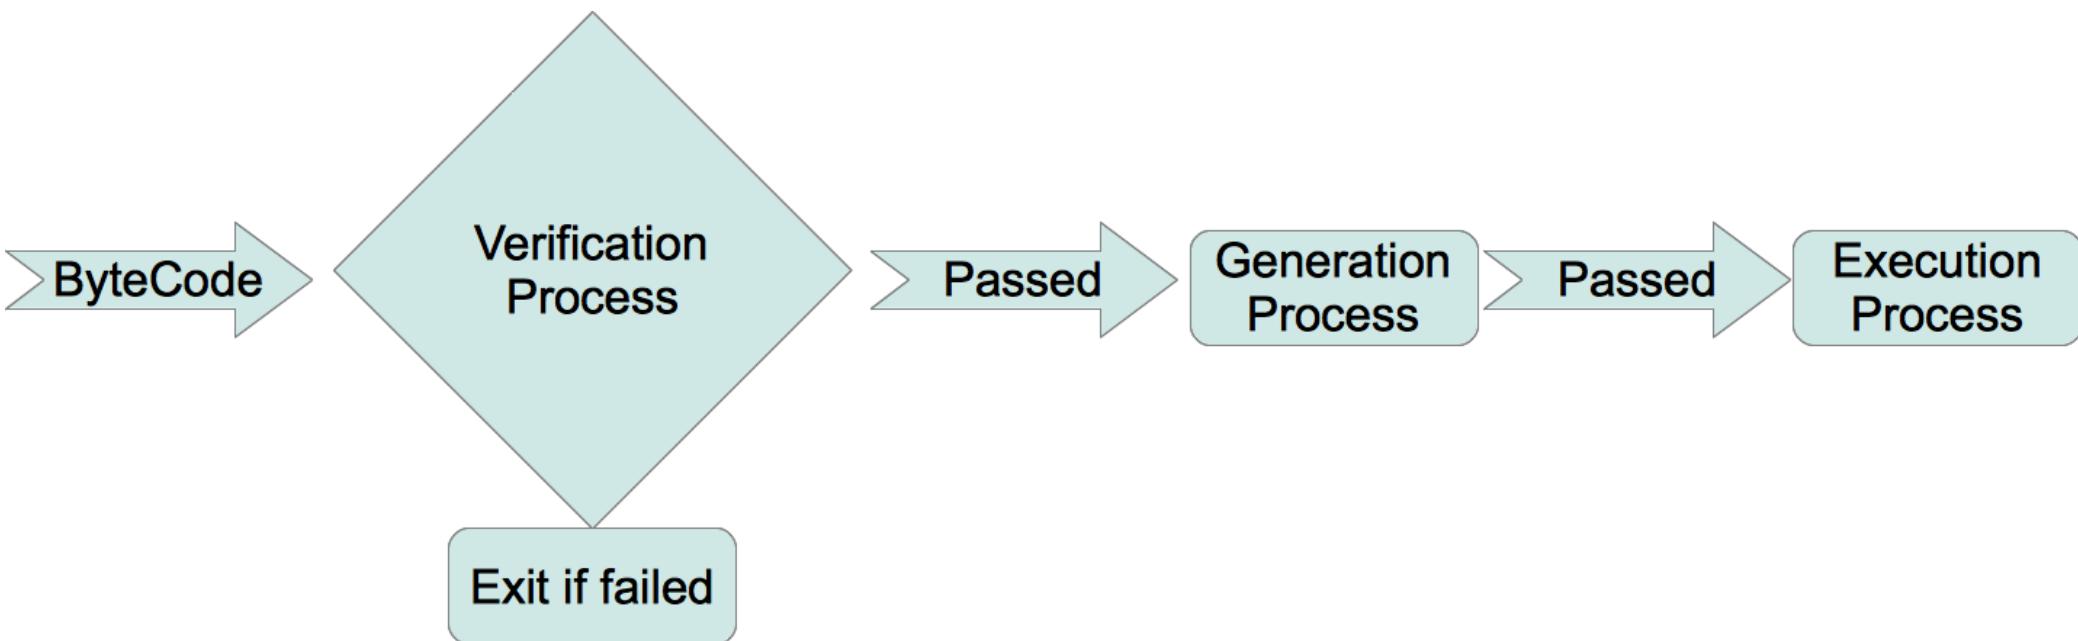 ByteCode
Verification
Process
Passed
Generation
Process
Passed
Execution
Process
Exit if failed